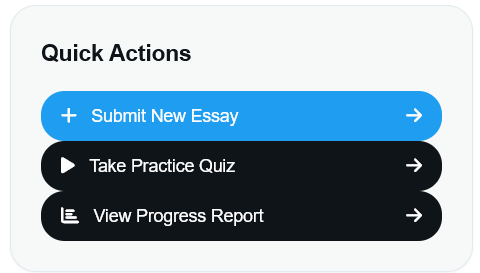 Quick Actions
Submit New Essay
Take Practice Quiz
View Progress Report